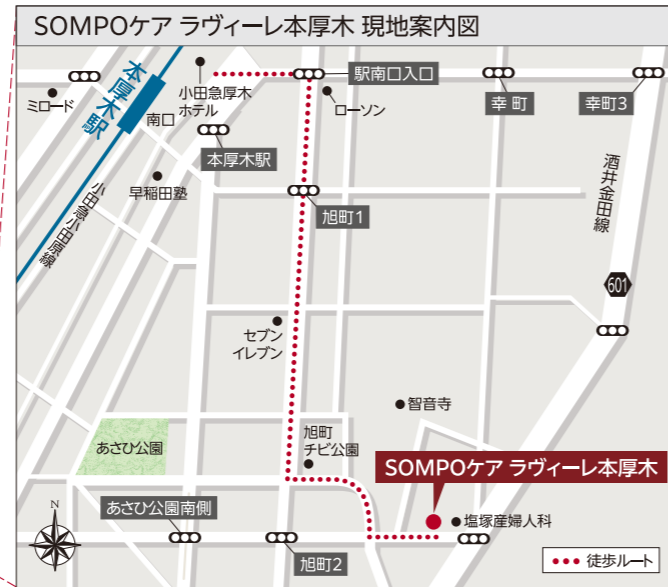 SOMPOケア ラヴィーレ本厚木 現地案内図
ミロード
本厚木駅
南口
小田急厚木
ホテル
駅南口入口
ローソン
幸町
幸町3
本厚木駅
早稲田塾
小田急小田原線
旭町1
酒井金田線
601
セブン
イレブン
智音寺
あさひ公園
旭町
チビ公園
SOMPOケア ラヴィーレ本厚木
あさひ公園南側
塩塚産婦人科
N
旭町2
徒歩ルート